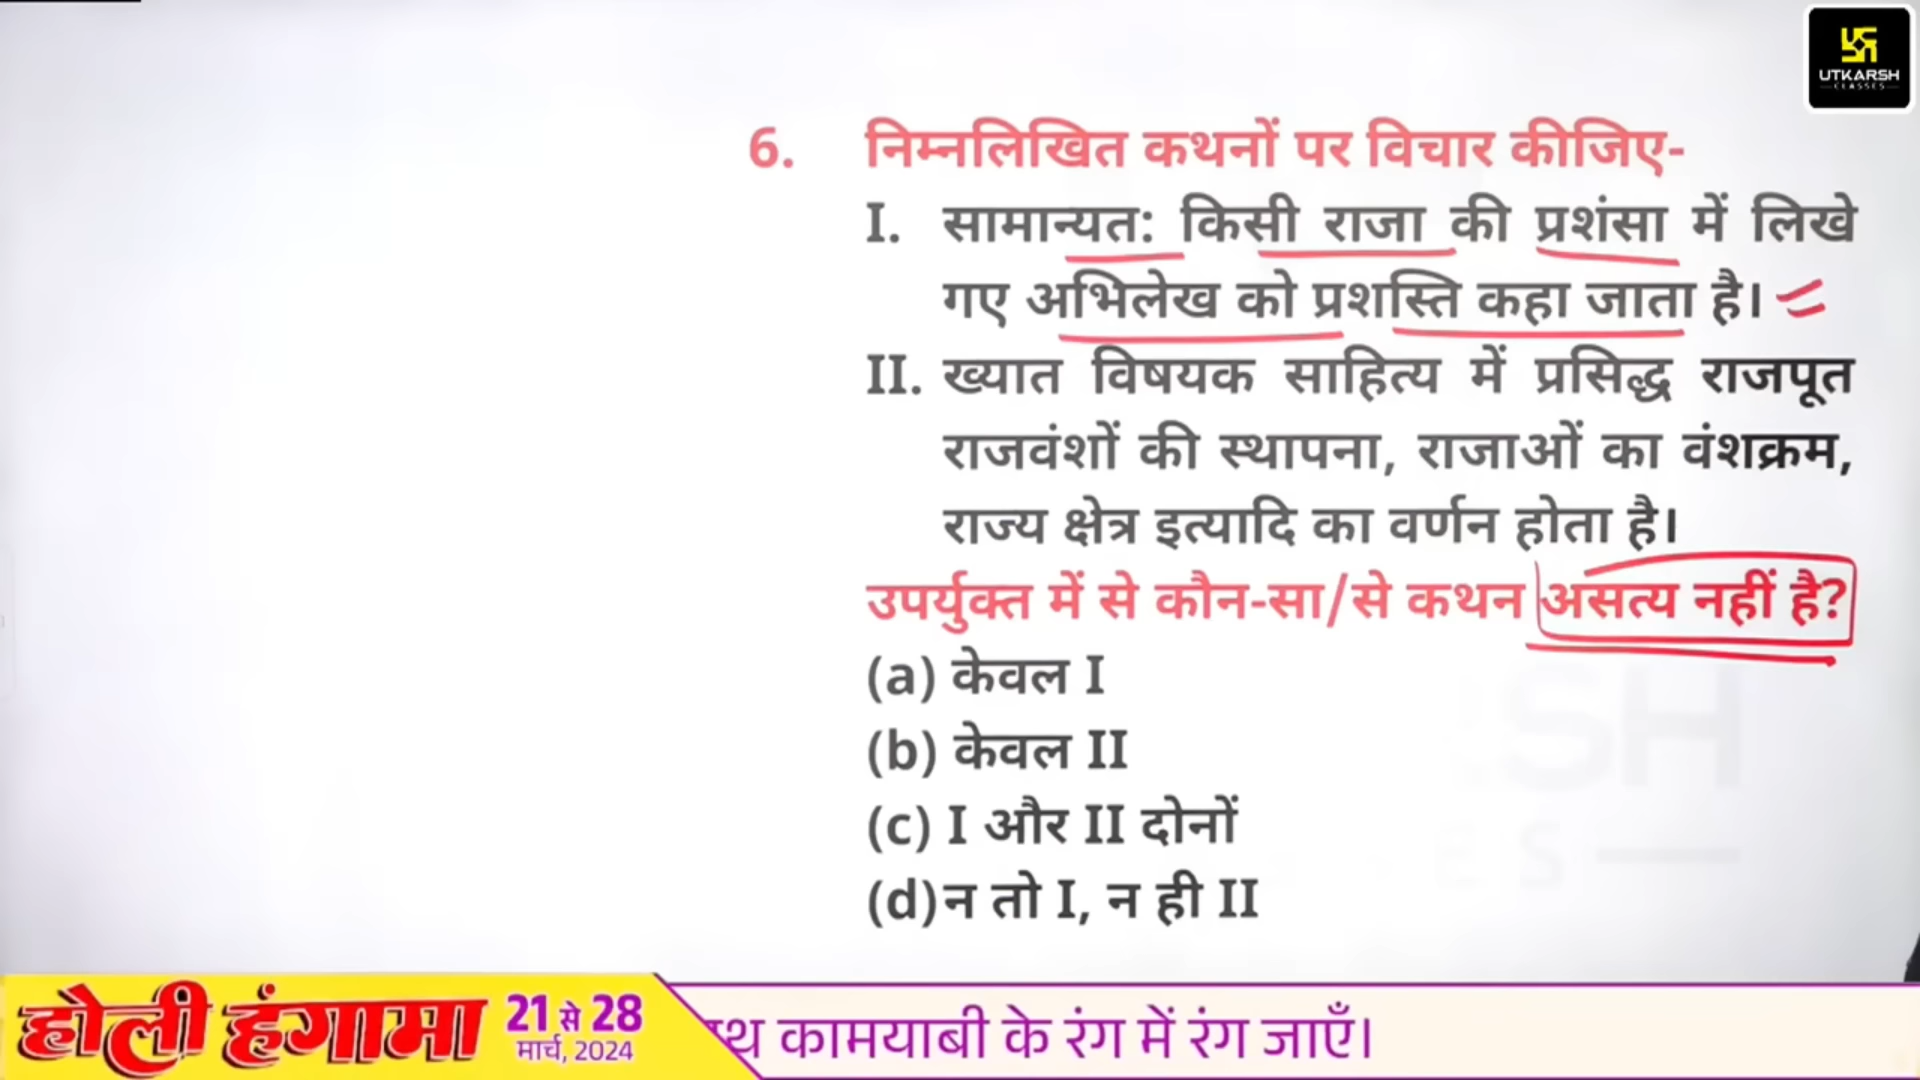 UTKARSH
CLASSES
6. निम्नलिखित कथनों पर विचार कीजिए-
I. सामान्यत: किसी राजा की प्रशंसा में लिखे
गए अभिलेख को प्रशस्ति कहा जाता है।
II. ख्यात विषयक साहित्य में प्रसिद्ध राजपूत
राजवंशों की स्थापना, राजाओं का वंशक्रम,
राज्य क्षेत्र इत्यादि का वर्णन होता है।
उपर्युक्त में से कौन-सा/से कथन असत्य नहीं है?
(a) केवल I
(b) केवल II
(c) I और II दोनों
(d) न तो I, न ही II
होली हंगामा 21 से 28
मार्च, 2024
कामयाबी के रंग में रंग जाएँ।